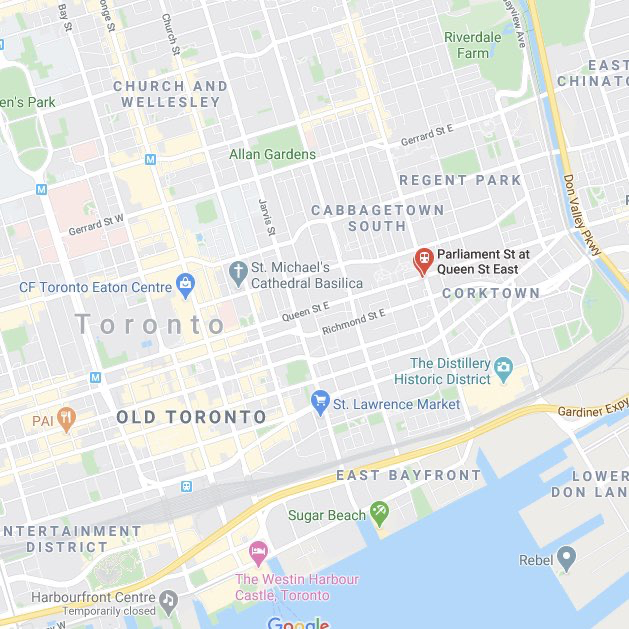 Bay St
onge St
Church St
ayview Ave
Riverdale
Farm
EAST
CHINATO
CHURCH AND
WELLESLEY
en's Park
M
Gerrard St E
Allan Gardens
M
REGENT PARK
Don Valley Pkwy
Jarvis St
CABBAGETOWN
SOUTH
Gerrard St W
Parliament St at
Queen St East
St. Michael's
Cathedral Basilica
CF Toronto Eaton Centre
CORKTOWN
Queen St E
Toronto
Richmond St E
The Distillery
Historic District
M
St. Lawrence Market
PAI
OLD TORONTO
Gardiner Expy
EAST BAYFRONT
LOWER
DON LAN
Sugar Beach
NTERTAINMENT
DISTRICT
Rebel
The Westin Harbour
Castle, Toronto
Harbourfront Centre
Temporarily closed
W
Google